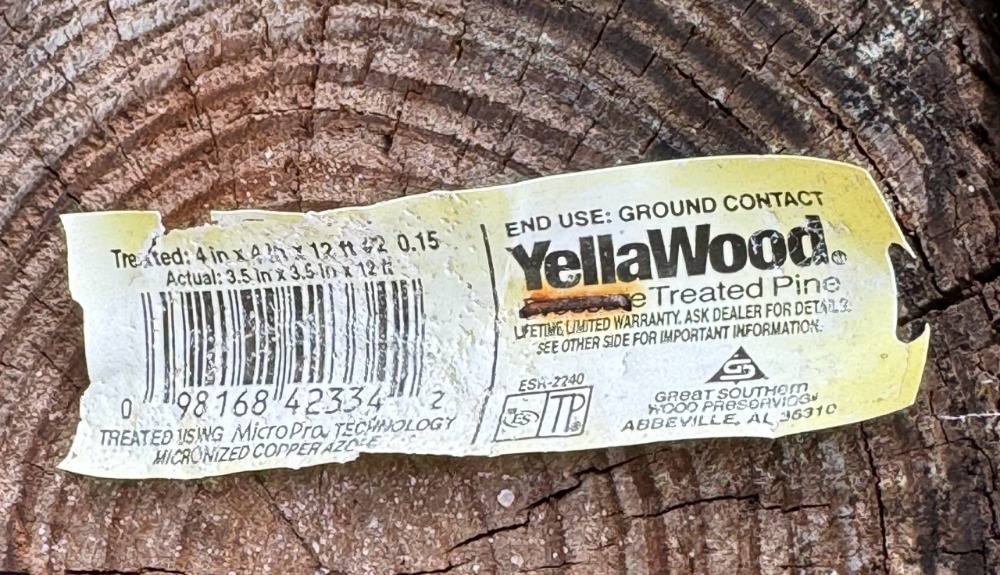 Treated: 4 in x 4 in x 12 ft #2 0.15
Actual: 3.5 in x 3.5 in x 12 ft
0 98168 42334 2
TREATED USING MicroPro® TECHNOLOGY
MICRONIZED COPPER AZOLE
END USE: GROUND CONTACT
YellaWood®
Treated Pine
LIFETIME LIMITED WARRANTY. ASK DEALER FOR DETAILS.
SEE OTHER SIDE FOR IMPORTANT INFORMATION.
ESR-2240
ES TP
GREAT SOUTHERN
WOOD PRESERVING®
ABBEVILLE, AL 36310